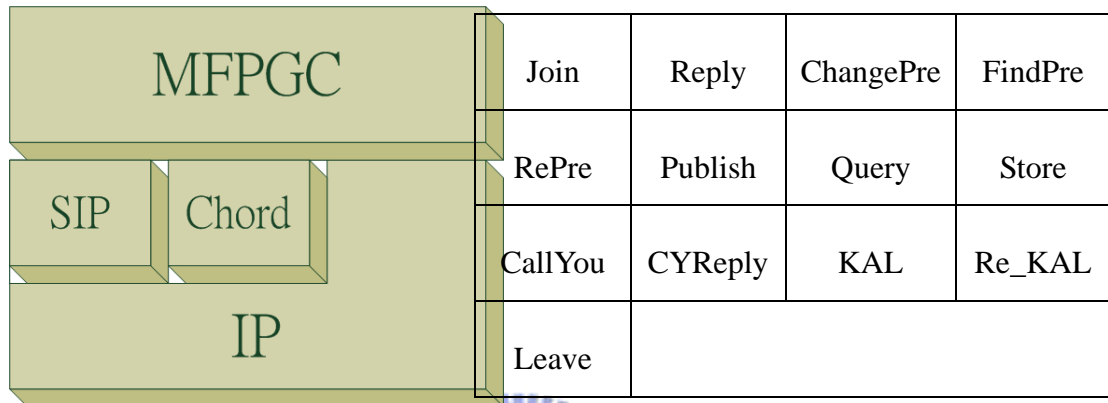 MFPGC
SIP Chord
IP
Join Reply ChangePre FindPre
RePre Publish Query Store
CallYou CYReply KAL Re_KAL
Leave